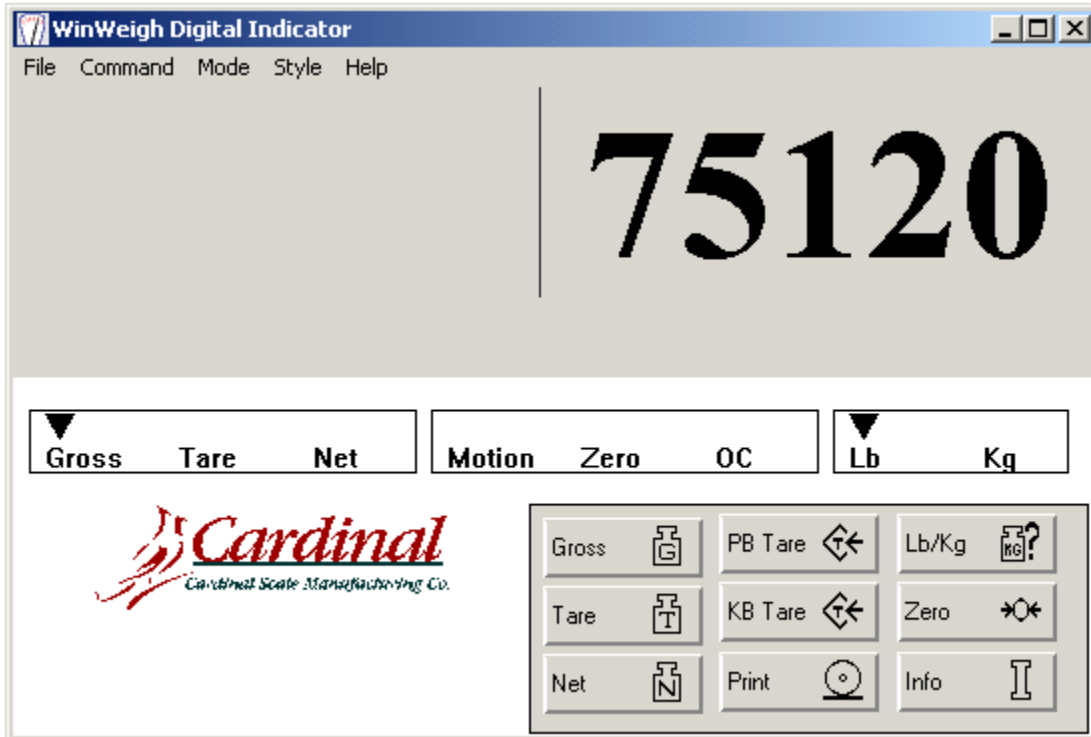 WinWeigh Digital Indicator
File Command Mode Style Help
75120
Gross Tare Net
Motion Zero OC
Lb Kg
Cardinal
Cardinal Scale Manufacturing Co.
Gross G
PB Tare T
Lb/Kg KG?
Tare T
KB Tare T
Zero
Net N
Print
Info